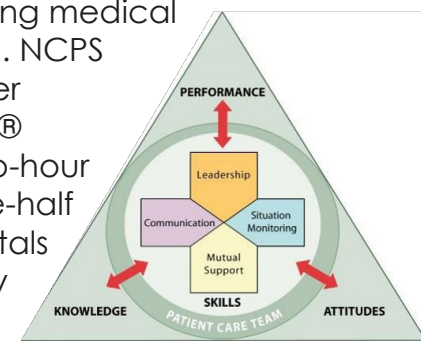 ng medical
. NCPS
er
®
o-hour
e-half
tals
y
PERFORMANCE
Leadership
Communication
Situation
Monitoring
Mutual
Support
SKILLS
KNOWLEDGE
ATTITUDES
PATIENT CARE TEAM